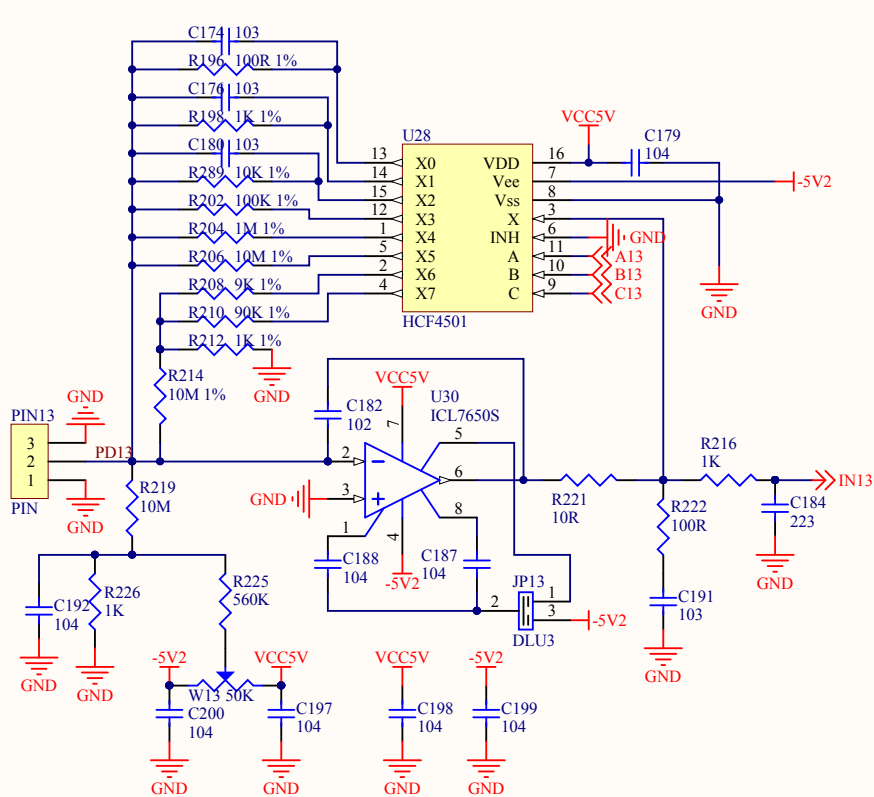 C174 103
R196 100R 1%
C176 103
R198 1K 1%
C180 103
R289 10K 1%
R202 100K 1%
R204 1M 1%
R206 10M 1%
R208 9K 1%
R210 90K 1%
R212 1K 1%
GND
R214
10M 1%
U28
13 X0 VDD 16
14 X1 Vee 7
15 X2 Vss 8
12 X3 X 3
1 X4 INH 6
5 X5 A 11
2 X6 B 10
4 X7 C 9
HCF4501
VCC5V
C179
104
-5V2
GND
A13
B13
C13
GND
GND
PIN13
3
2
1
PIN
PD13
GND
R219
10M
C182
102
VCC5V
7
U30
ICL7650S
2
3
GND
5
6
8
1
4
-5V2
C188
104
C187
104
JP13
2
1
3
DLU3
-5V2
R221
10R
R216
1K
IN13
R222
100R
C184
223
GND
C191
103
GND
C192
104
GND
R226
1K
GND
R225
560K
-5V2
VCC5V
W13 50K
C200
104
GND
C197
104
GND
VCC5V
C198
104
GND
-5V2
C199
104
GND